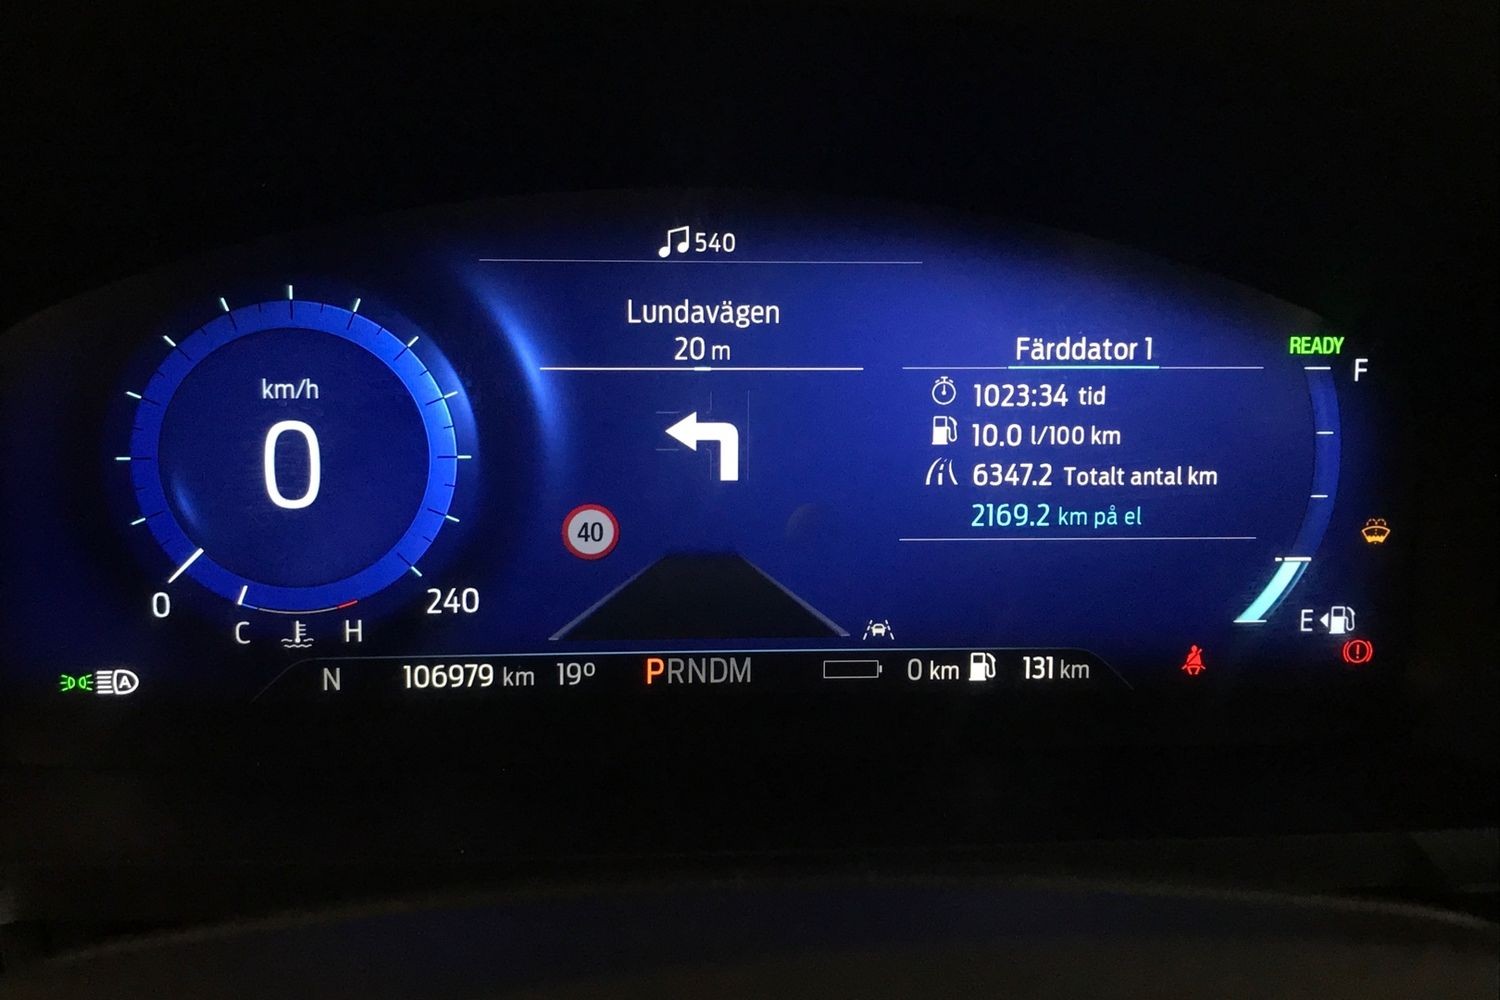 540
Lundavägen
20 m
km/h
0
0
240
C
H
40
Färddator 1
1023:34 tid
10.0 l/100 km
6347.2 Totalt antal km
2169.2 km på el
READY
F
E
A
N 106979 km 19º PRNDM 0 km 131 km